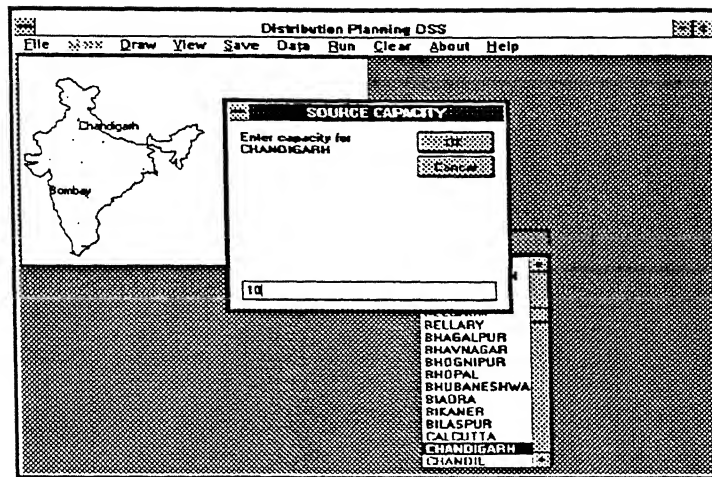 Distribution Planning DSS
File Draw View Save Data Run Clear About Help
Chandigarh
Bombay
SOURCE CAPACITY
Enter capacity for
CHANDIGARH
OK
Cancel
10
BELLARY
BHAGALPUR
BHAVNAGAR
BHOGNIPUR
BHOPAL
BHUBANESHWA
BIAORA
BIKANER
BILASPUR
CALCUTTA
CHANDIGARH
CHANDIL